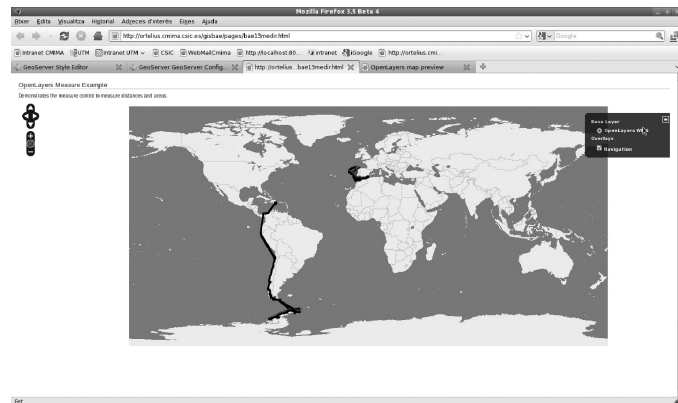 Mozilla Firefox 3.5 Beta 4
Fitxer Edita Visualitza Historial Adreces d'interès Eines Ajuda
http://ortelius.cmima.csic.es/gisbae/pages/bae13medir.html
Google
Intranet CMIMA UTM Intranet UTM CSIC WebMailCmima http://localhost:80... intranet iGoogle http://ortelius.cmi...
GeoServer Style Editor GeoServer GeoServer Config... http://ortelius...bae13medir.html OpenLayers map preview
OpenLayers Measure Example
Demonstrates the measure control to measure distances and areas.
Base Layer
OpenLayers WMS
Overlays
Navigation
Fet